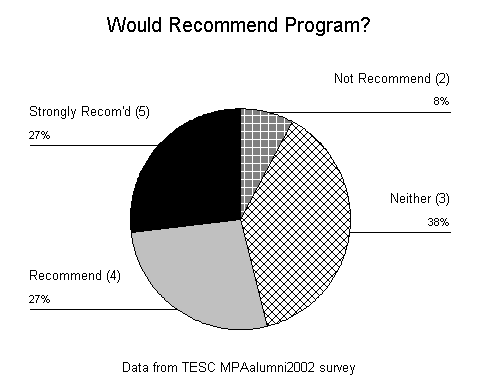 Would Recommend Program?
Not Recommend (2)
8%
Strongly Recom'd (5)
27%
Neither (3)
38%
Recommend (4)
27%
Data from TESC MPAalumni2002 survey